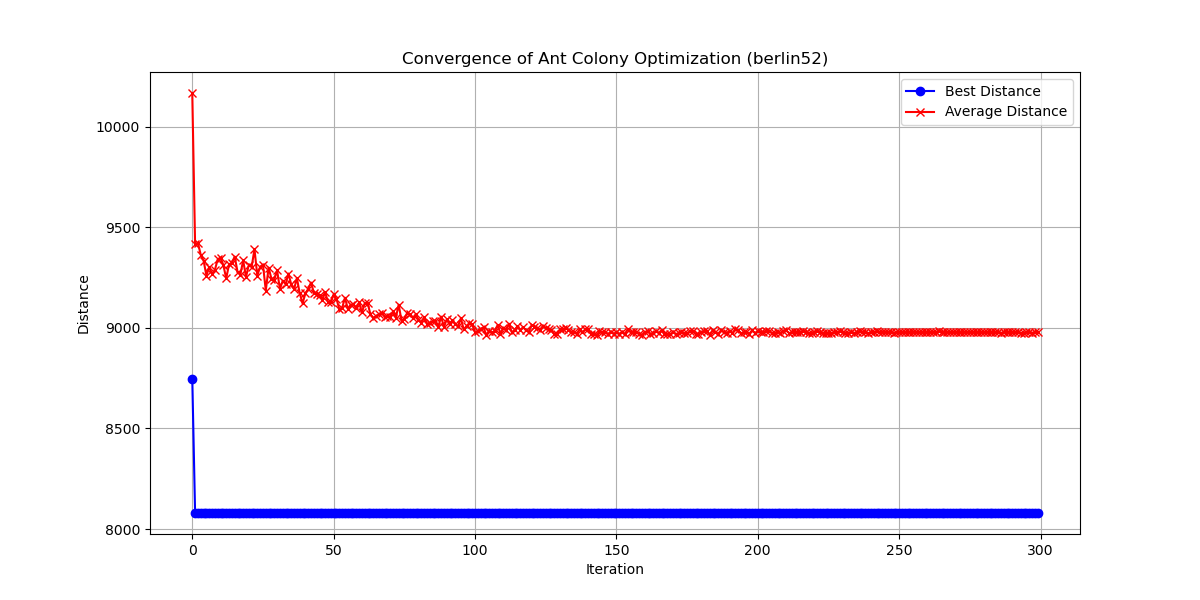 Convergence of Ant Colony Optimization (berlin52)
Best Distance
Average Distance
10000
9500
9000
8500
8000
Distance
0 50 100 150 200 250 300
Iteration